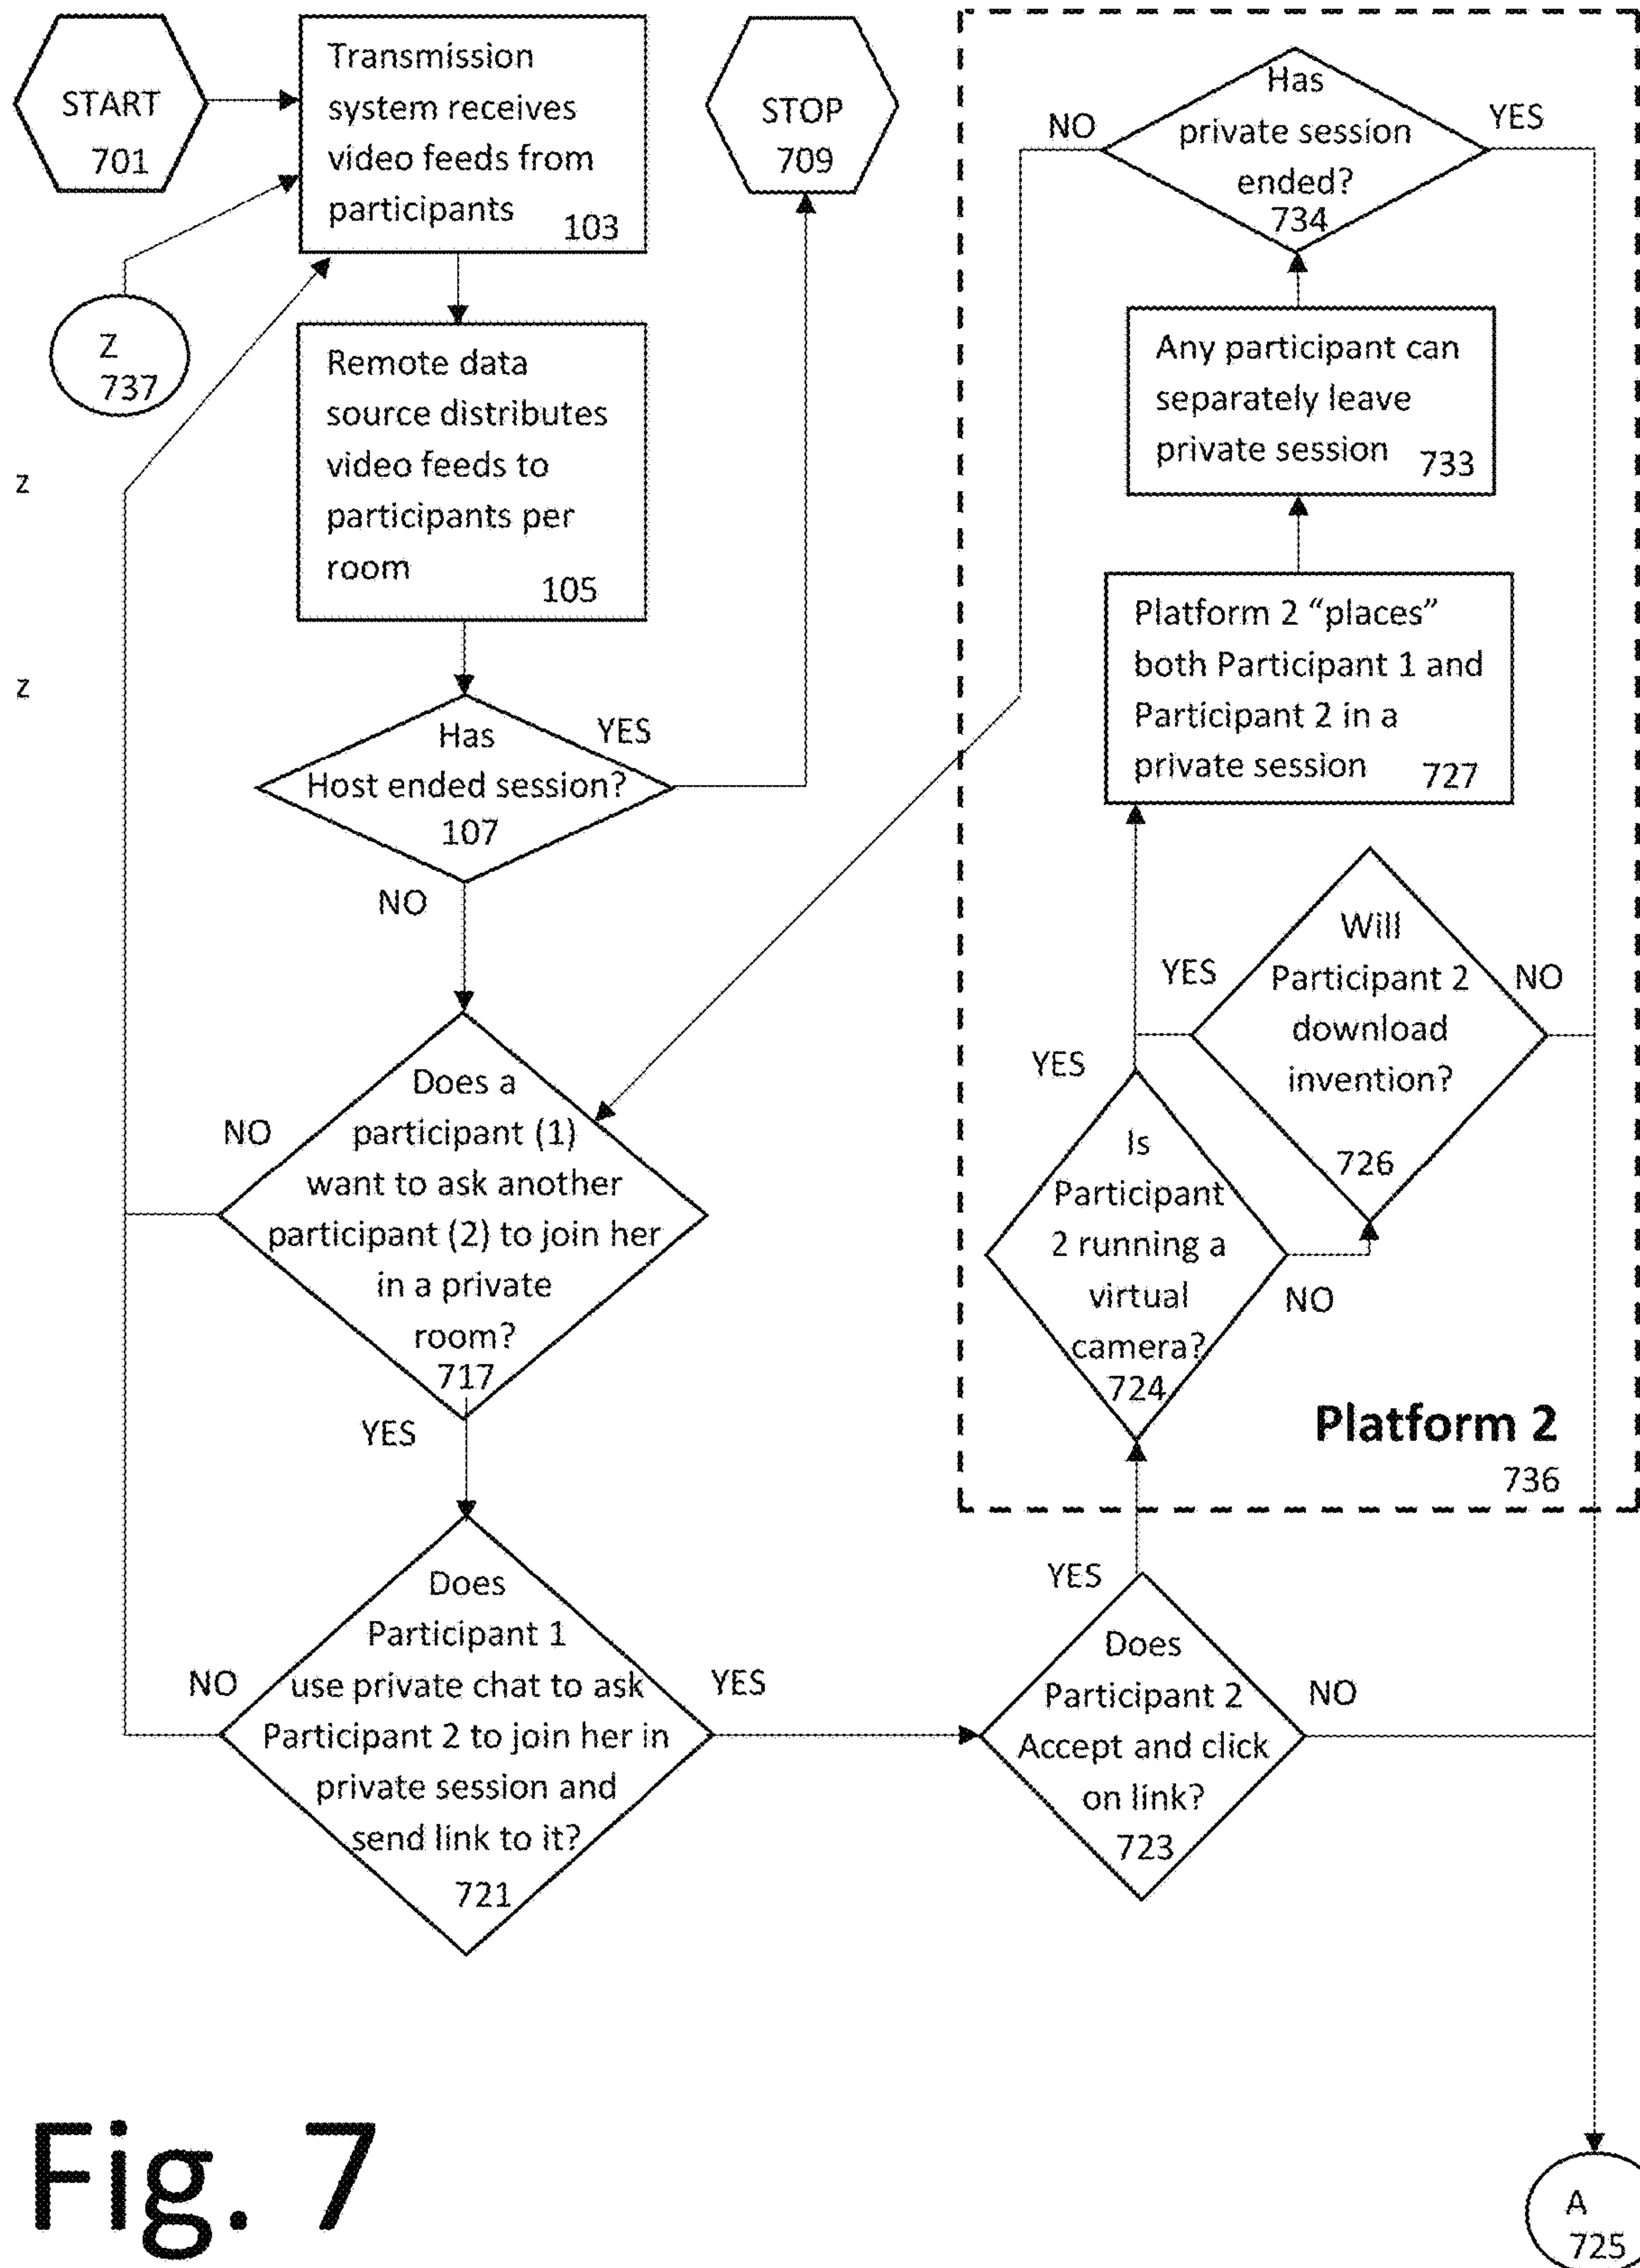 START
701
Transmission
system receives
video feeds from
participants
103
STOP
709
Z
737
z
z
Remote data
source distributes
video feeds to
participants per
room
105
Has
Host ended session?
107
YES
NO
Does a
participant (1)
want to ask another
participant (2) to join her
in a private
room?
717
NO
YES
Does
Participant 1
use private chat to ask
Participant 2 to join her in
private session and
send link to it?
721
NO
YES
Does
Participant 2
Accept and click
on link?
723
YES
NO
Is
Participant
2 running a
virtual
camera?
724
YES
NO
Will
Participant 2
download
invention?
726
YES
NO
Platform 2 “places”
both Participant 1 and
Participant 2 in a
private session
727
Any participant can
separately leave
private session
733
Has
private session
ended?
734
NO
YES
Platform 2
736
A
725
Fig. 7